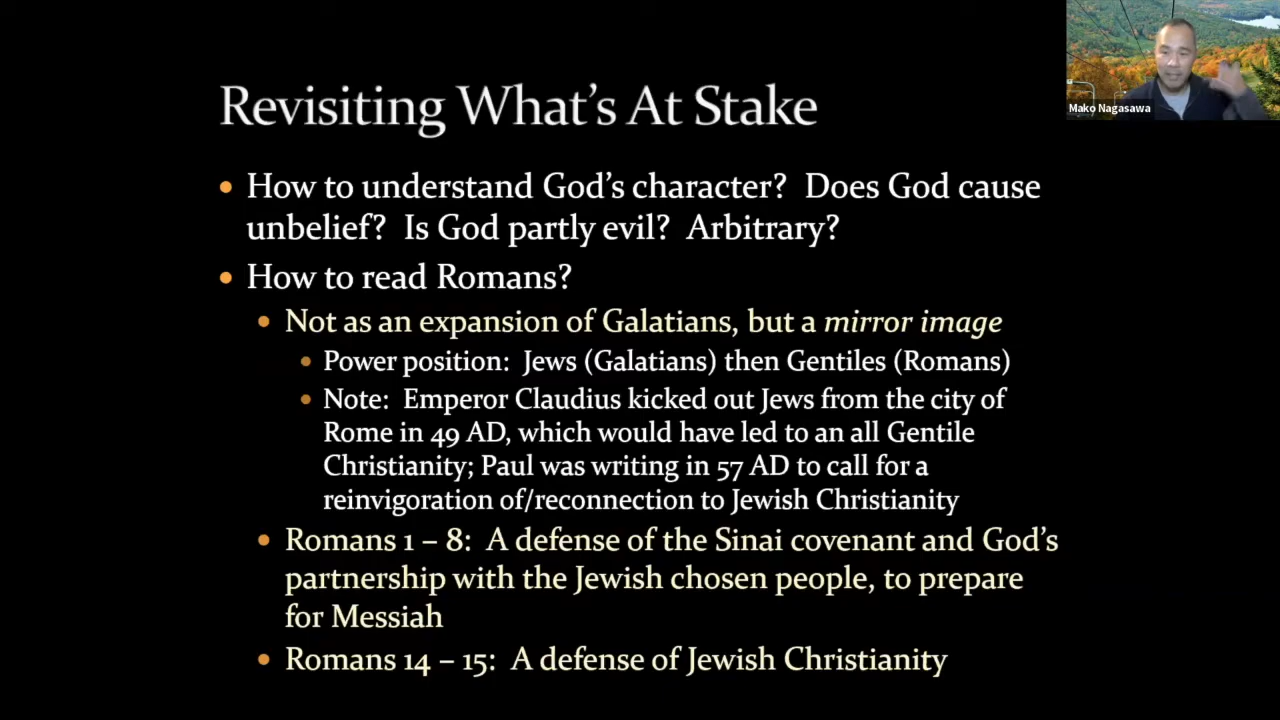 Revisiting What's At Stake
Mako Nagasawa
• How to understand God's character? Does God cause
unbelief? Is God partly evil? Arbitrary?
• How to read Romans?
• Not as an expansion of Galatians, but a mirror image
• Power position: Jews (Galatians) then Gentiles (Romans)
• Note: Emperor Claudius kicked out Jews from the city of
Rome in 49 AD, which would have led to an all Gentile
Christianity; Paul was writing in 57 AD to call for a
reinvigoration of/reconnection to Jewish Christianity
• Romans 1 – 8: A defense of the Sinai covenant and God's
partnership with the Jewish chosen people, to prepare
for Messiah
• Romans 14 – 15: A defense of Jewish Christianity